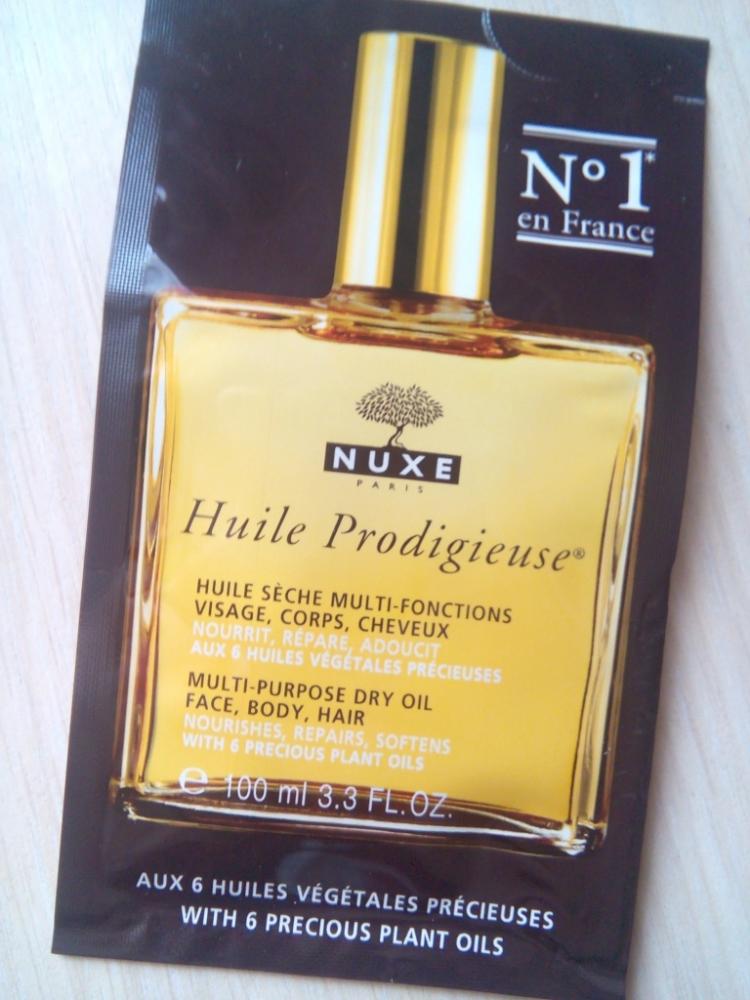 N° 1*
en France
NUXE
PARIS
Huile Prodigieuse®
HUILE SÈCHE MULTI-FONCTIONS
VISAGE, CORPS, CHEVEUX
NOURRIT, RÉPARE, ADOUCIT
AUX 6 HUILES VÉGÉTALES PRÉCIEUSES
MULTI-PURPOSE DRY OIL
FACE, BODY, HAIR
NOURISHES, REPAIRS, SOFTENS
WITH 6 PRECIOUS PLANT OILS
℮ 100 ml 3.3 FL.OZ.
AUX 6 HUILES VÉGÉTALES PRÉCIEUSES
WITH 6 PRECIOUS PLANT OILS